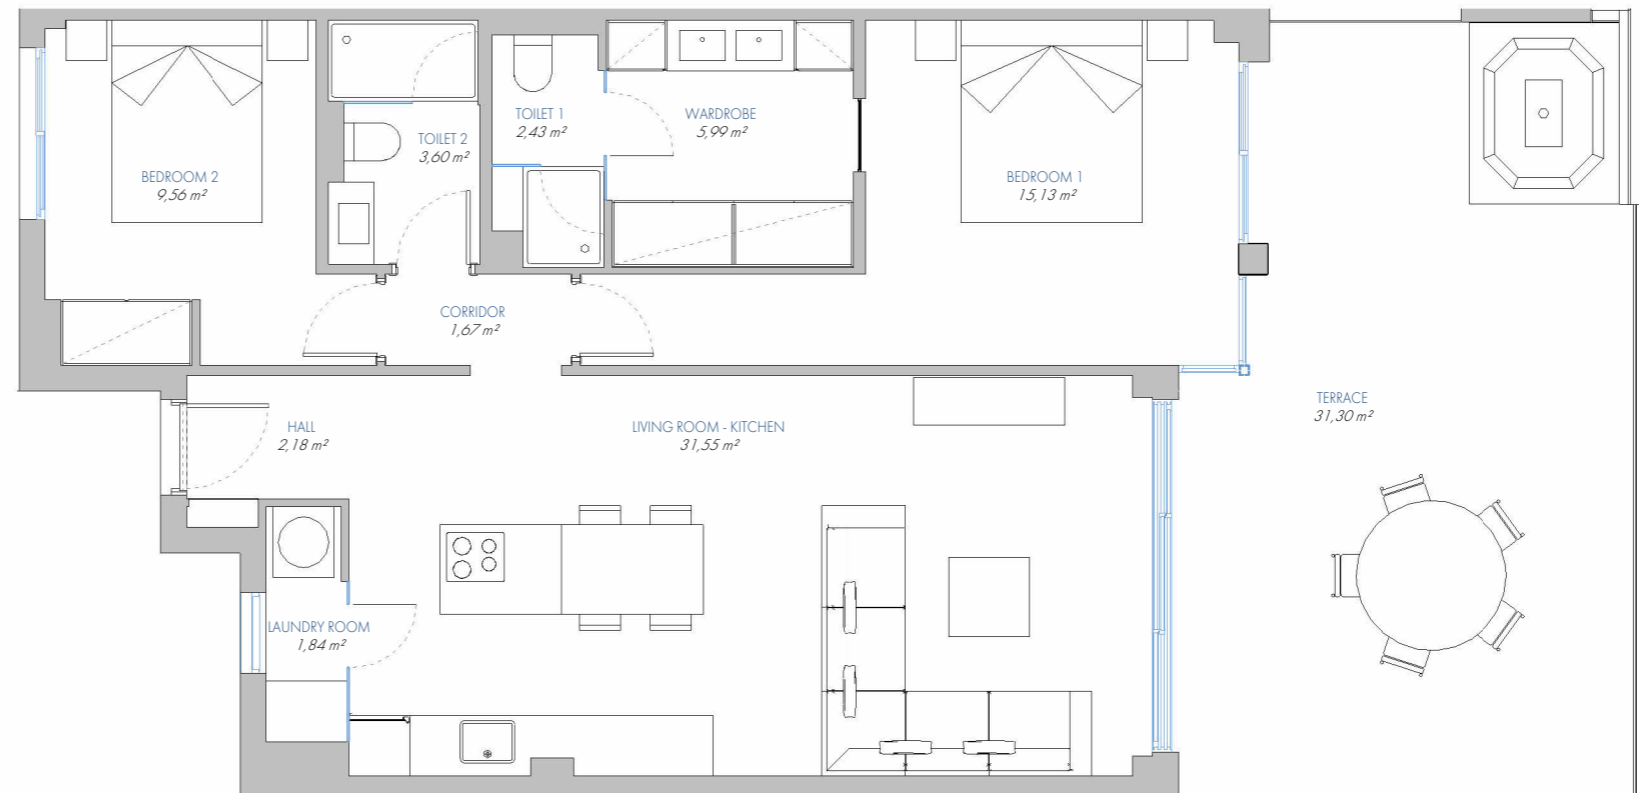 TOILET 1
2,43 m²
WARDROBE
5,99 m²
TOILET 2
3,60 m²
BEDROOM 2
9,56 m²
BEDROOM 1
15,13 m²
CORRIDOR
1,67 m²
TERRACE
31,30 m²
HALL
2,18 m²
LIVING ROOM - KITCHEN
31,55 m²
LAUNDRY ROOM
1,84 m²